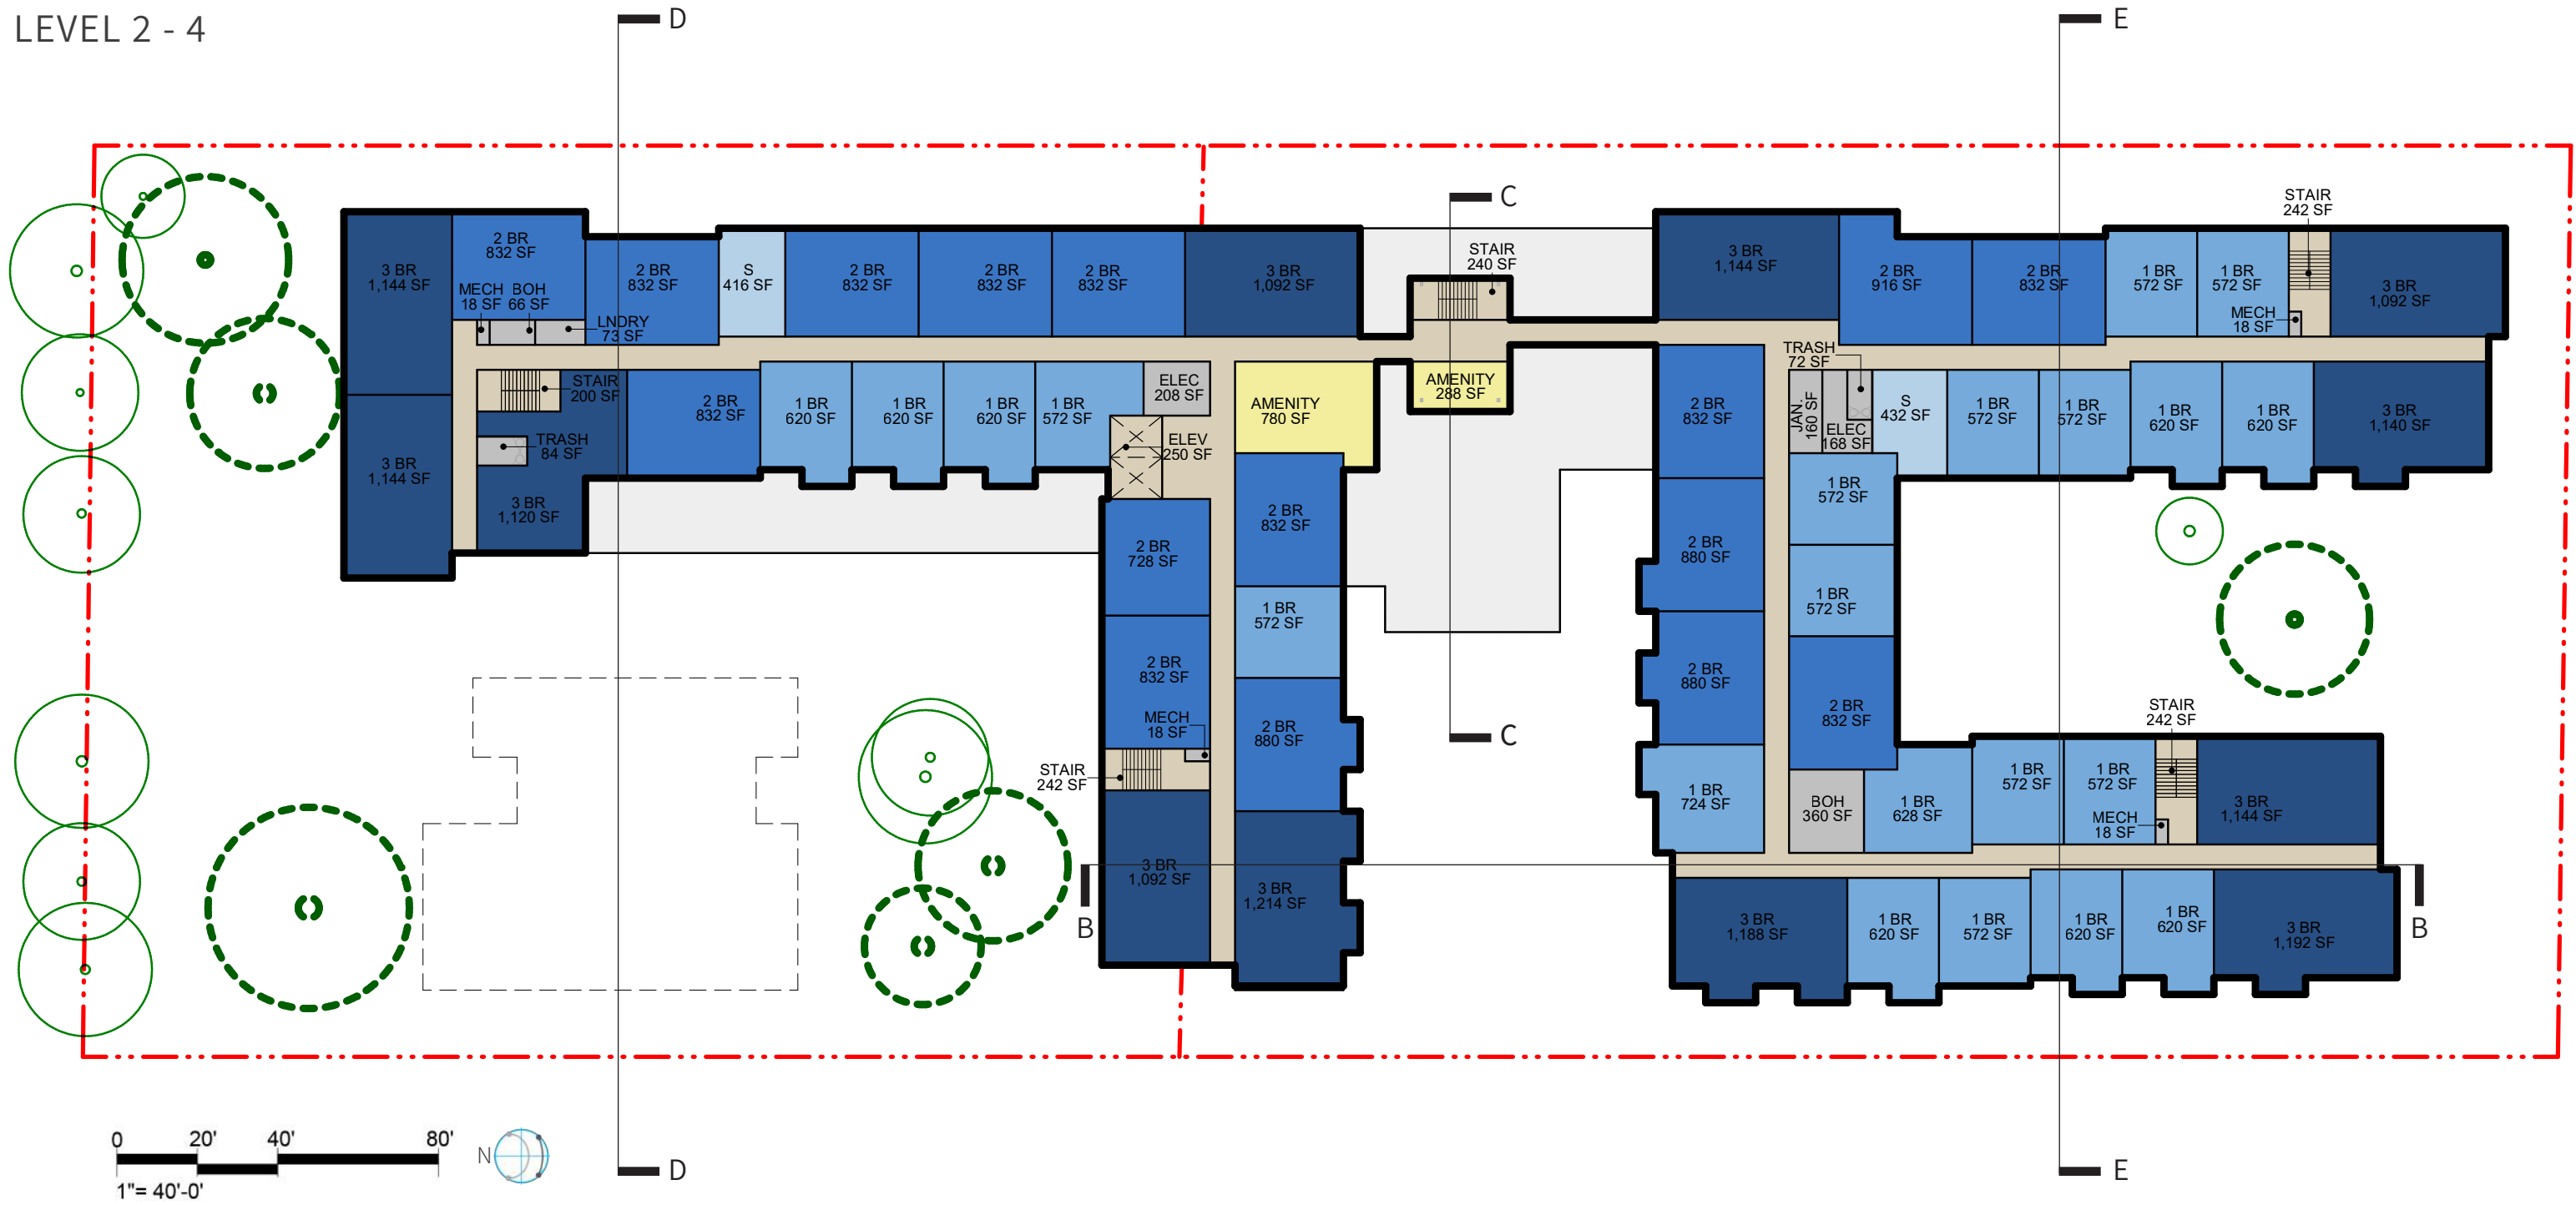 LEVEL 2 - 4
D
E
C
STAIR
242 SF
3 BR
1,144 SF
2 BR
832 SF
MECH
18 SF
BOH
66 SF
LNDRY
73 SF
2 BR
832 SF
S
416 SF
2 BR
832 SF
2 BR
832 SF
2 BR
832 SF
3 BR
1,092 SF
STAIR
240 SF
3 BR
1,144 SF
2 BR
916 SF
2 BR
832 SF
1 BR
572 SF
1 BR
572 SF
MECH
18 SF
3 BR
1,092 SF
3 BR
1,144 SF
STAIR
200 SF
TRASH
84 SF
3 BR
1,120 SF
2 BR
832 SF
1 BR
620 SF
1 BR
620 SF
1 BR
620 SF
1 BR
572 SF
ELEC
208 SF
ELEV
250 SF
AMENITY
780 SF
AMENITY
288 SF
2 BR
832 SF
TRASH
72 SF
JAN.
160 SF
ELEC
168 SF
S
432 SF
1 BR
572 SF
1 BR
572 SF
1 BR
620 SF
1 BR
620 SF
3 BR
1,140 SF
2 BR
728 SF
2 BR
832 SF
2 BR
832 SF
1 BR
572 SF
MECH
18 SF
STAIR
242 SF
2 BR
880 SF
3 BR
1,092 SF
3 BR
1,214 SF
C
2 BR
880 SF
2 BR
880 SF
1 BR
724 SF
1 BR
572 SF
1 BR
572 SF
2 BR
832 SF
BOH
360 SF
1 BR
628 SF
1 BR
572 SF
1 BR
572 SF
STAIR
242 SF
MECH
18 SF
3 BR
1,144 SF
B
B
3 BR
1,188 SF
1 BR
620 SF
1 BR
572 SF
1 BR
620 SF
1 BR
620 SF
3 BR
1,192 SF
0 20' 40' 80'
1"= 40'-0'
N
D
E